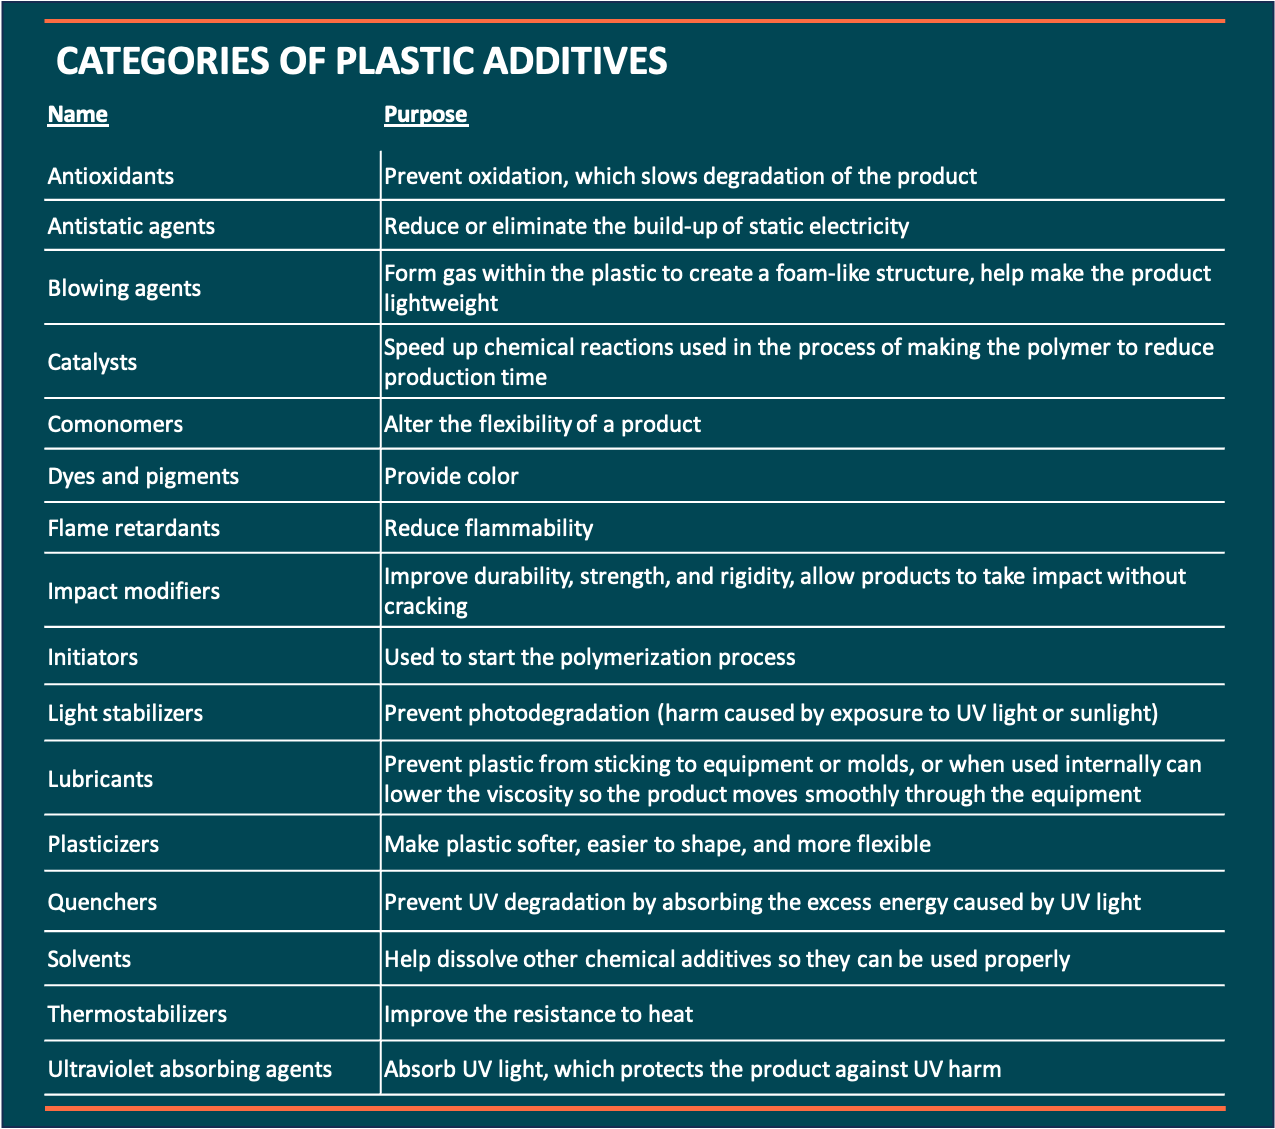 CATEGORIES OF PLASTIC ADDITIVES
Name Purpose
Antioxidants Prevent oxidation, which slows degradation of the product
Antistatic agents Reduce or eliminate the build-up of static electricity
Blowing agents Form gas within the plastic to create a foam-like structure, help make the product
lightweight
Catalysts Speed up chemical reactions used in the process of making the polymer to reduce
production time
Comonomers Alter the flexibility of a product
Dyes and pigments Provide color
Flame retardants Reduce flammability
Impact modifiers Improve durability, strength, and rigidity, allow products to take impact without
cracking
Initiators Used to start the polymerization process
Light stabilizers Prevent photodegradation (harm caused by exposure to UV light or sunlight)
Lubricants Prevent plastic from sticking to equipment or molds, or when used internally can
lower the viscosity so the product moves smoothly through the equipment
Plasticizers Make plastic softer, easier to shape, and more flexible
Quenchers Prevent UV degradation by absorbing the excess energy caused by UV light
Solvents Help dissolve other chemical additives so they can be used properly
Thermostabilizers Improve the resistance to heat
Ultraviolet absorbing agents Absorb UV light, which protects the product against UV harm